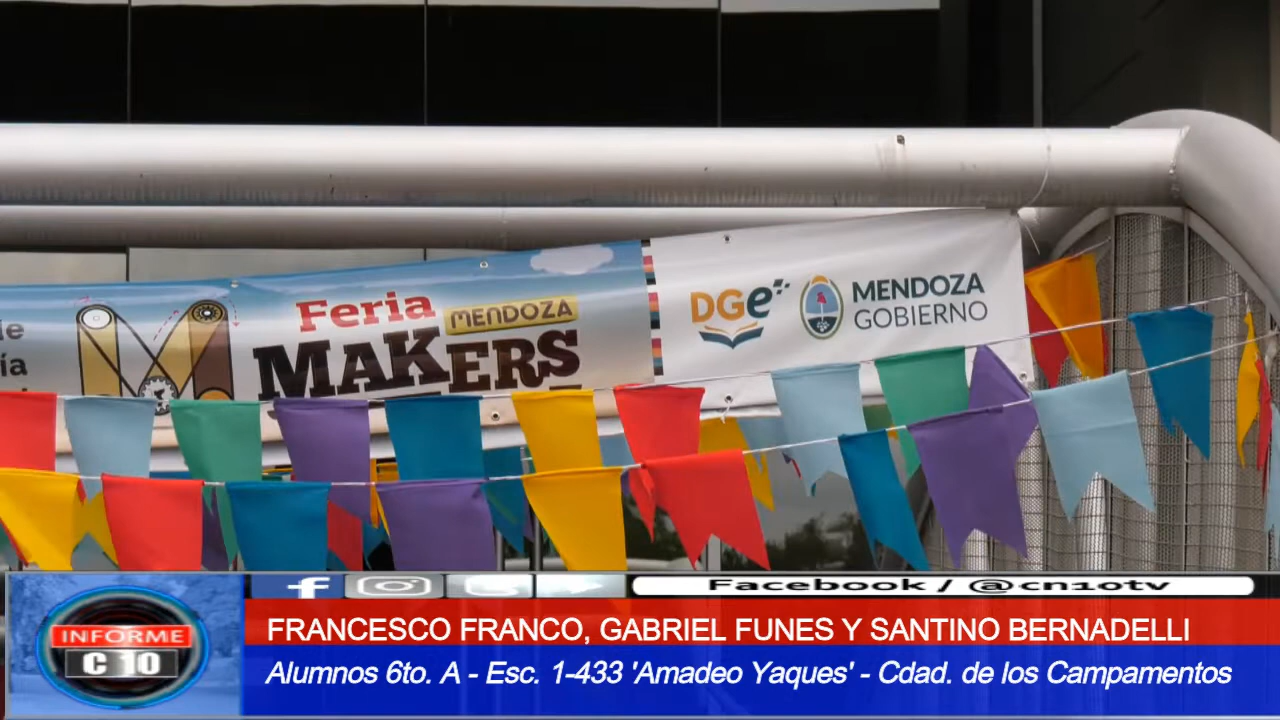 ía
Feria
MENDOZA
MAKERS
DGe
MENDOZA
GOBIERNO
Facebook / @cn10tv
INFORME
C 10
FRANCESCO FRANCO, GABRIEL FUNES Y SANTINO BERNADELLI
Alumnos 6to. A - Esc. 1-433 'Amadeo Yaques' - Cdad. de los Campamentos